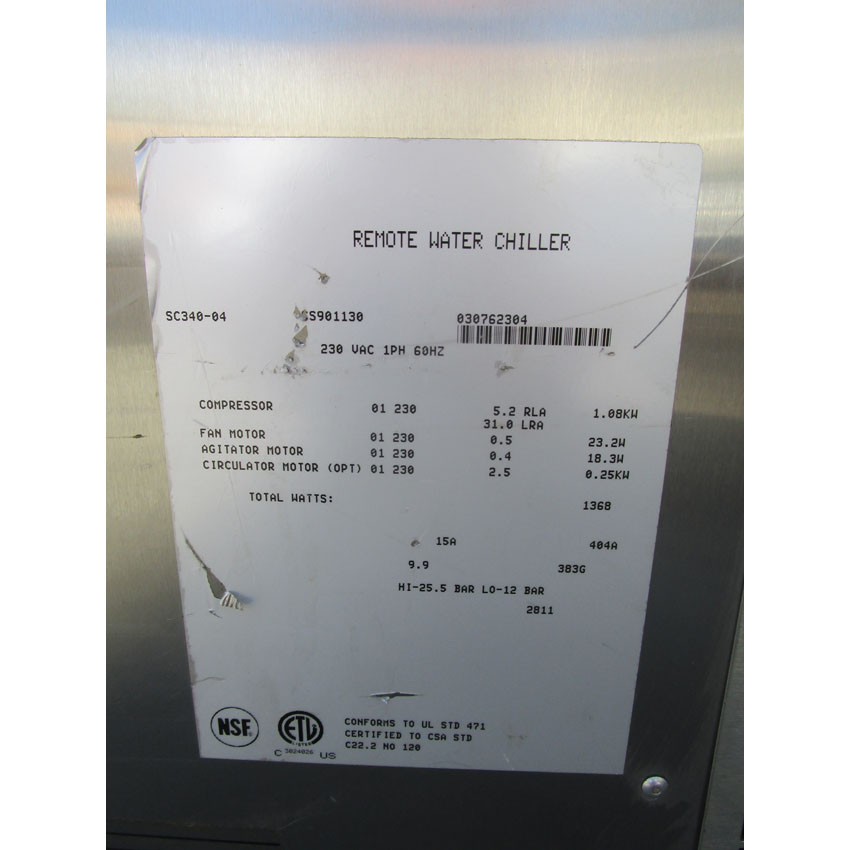 REMOTE WATER CHILLER
SC340-04 S901130 030762304
230 VAC 1PH 60HZ
COMPRESSOR 01 230 5.2 RLA 1.08KW
31.0 LRA
FAN MOTOR 01 230 0.5 23.2W
AGITATOR MOTOR 01 230 0.4 18.3W
CIRCULATOR MOTOR (OPT) 01 230 2.5 0.25KW
TOTAL WATTS: 1368
15A 404A
9.9 383G
HI-25.5 BAR LO-12 BAR
2811
NSF ETL CONFORMS TO UL STD 471
CERTIFIED TO CSA STD
C22.2 NO 120
C 3024826 US